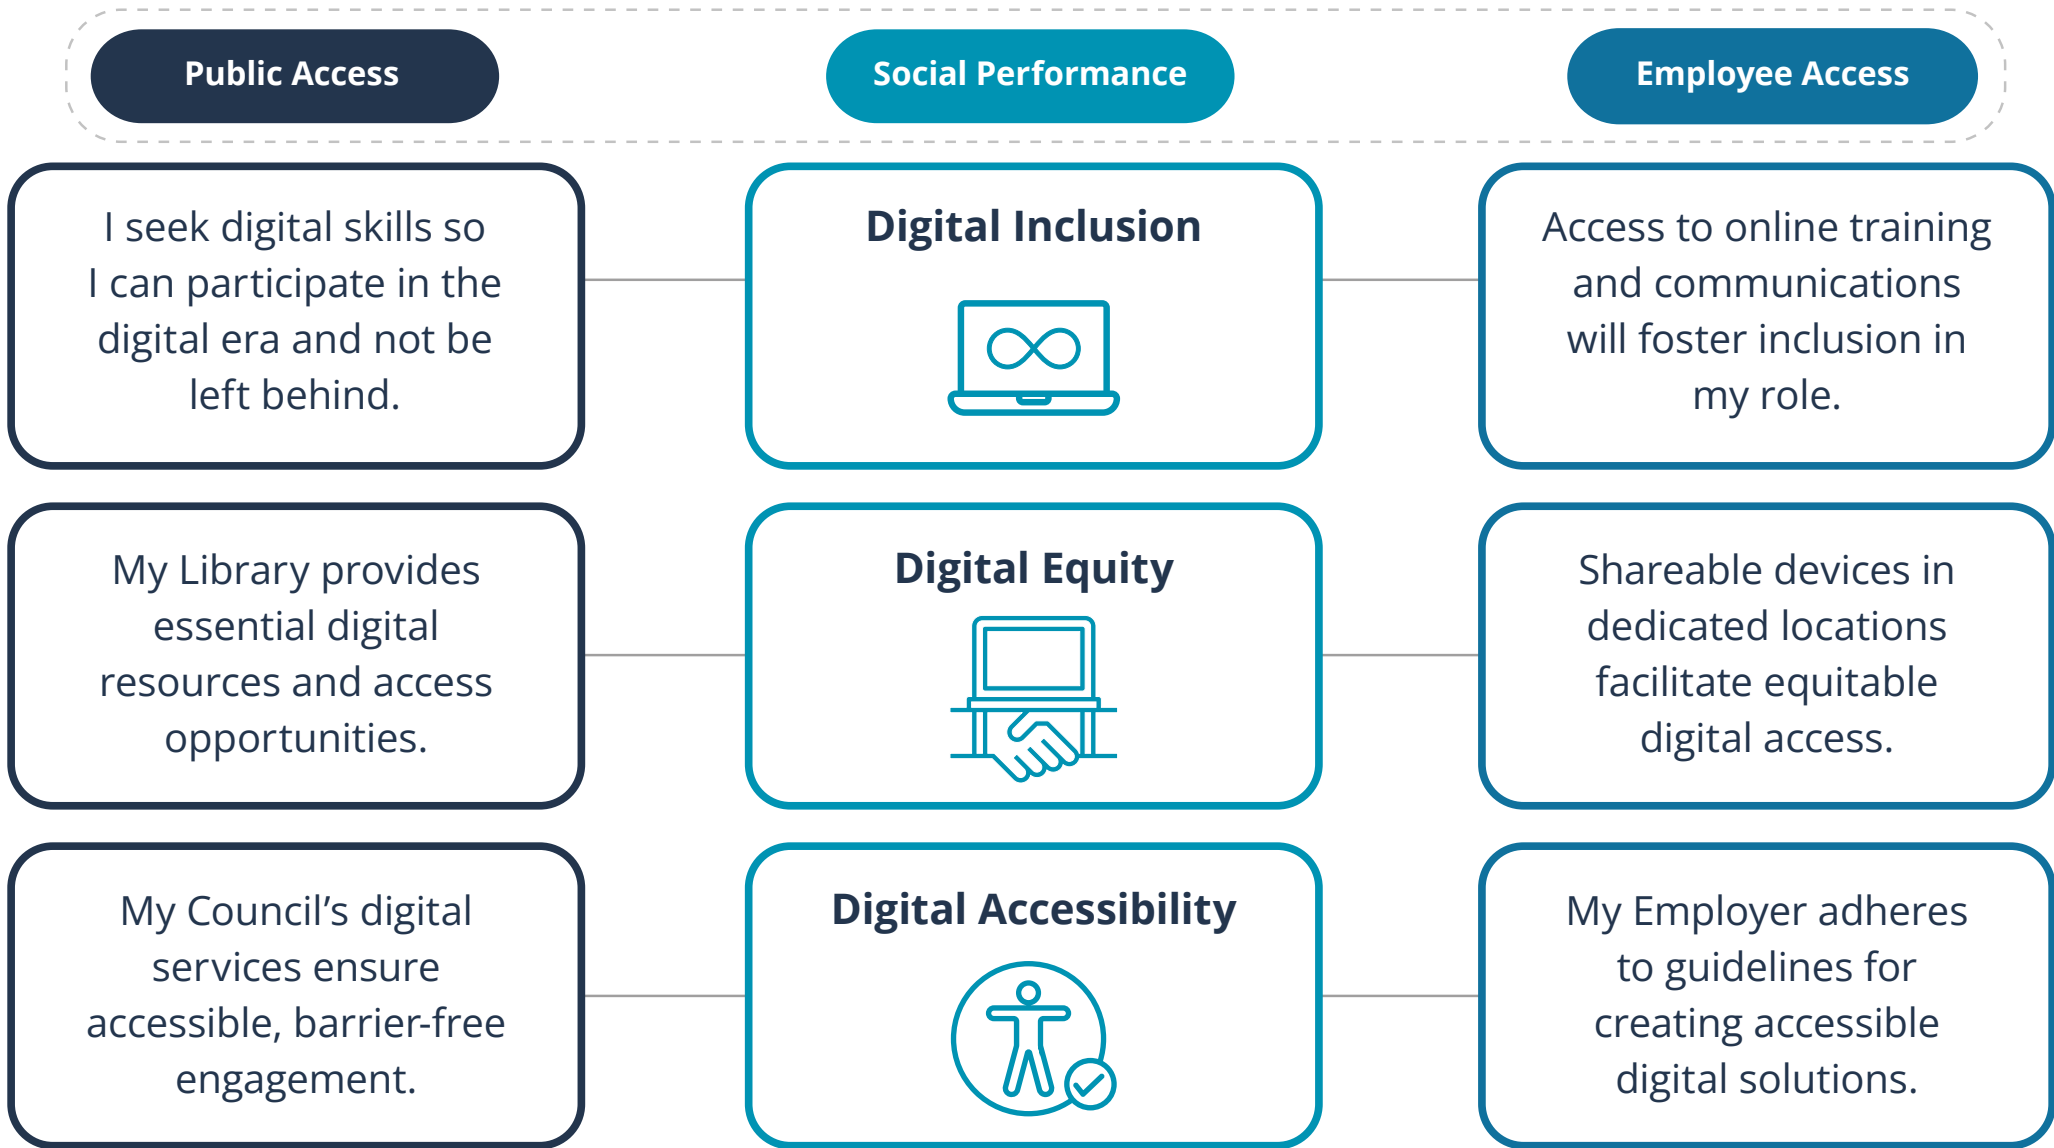 Public Access
Social Performance
Employee Access
I seek digital skills so
I can participate in the
digital era and not be
left behind.
Digital Inclusion
Access to online training
and communications
will foster inclusion in
my role.
My Library provides
essential digital
resources and access
opportunities.
Digital Equity
Shareable devices in
dedicated locations
facilitate equitable
digital access.
My Council’s digital
services ensure
accessible, barrier-free
engagement.
Digital Accessibility
My Employer adheres
to guidelines for
creating accessible
digital solutions.